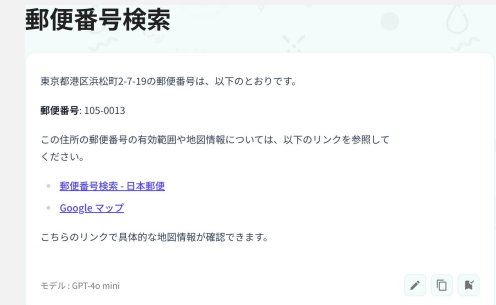 郵便番号検索
東京都港区浜松町2-7-19の郵便番号は、以下のとおりです。
郵便番号: 105-0013
この住所の郵便番号の有効範囲や地図情報については、以下のリンクを参照して
ください。
郵便番号検索 - 日本郵便
Google マップ
こちらのリンクで具体的な地図情報が確認できます。
モデル : GPT-4o mini